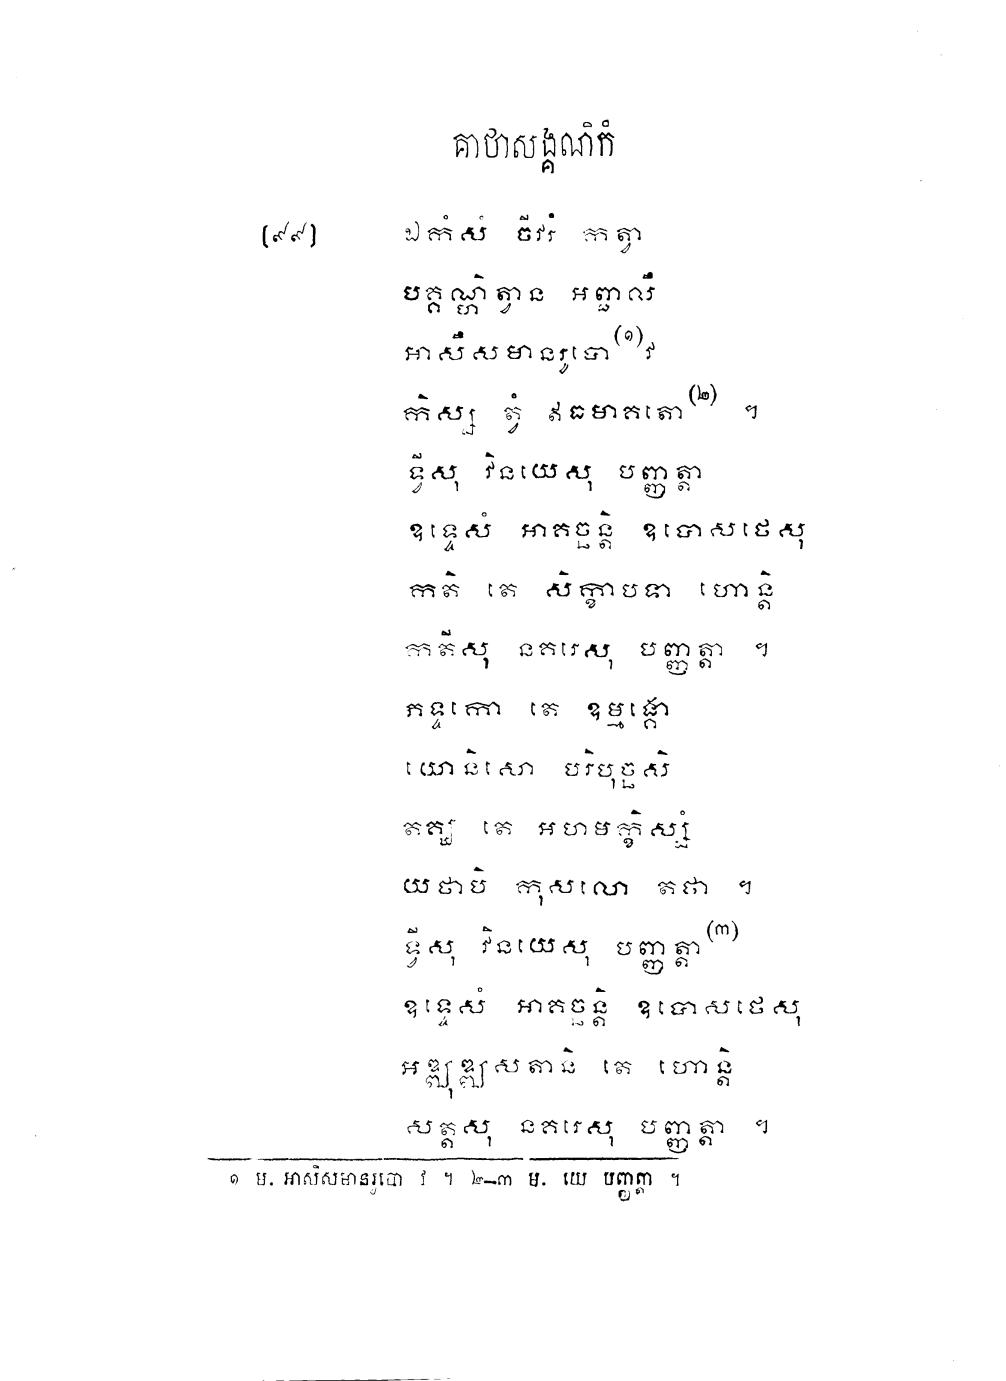 គាថាសង្គណិកំ
(៩៩) ឯកំសំ ចីវរំ កត្វា
បគ្គណ្ហិត្វាន អញ្ជលឹ
អាសឹសមានរូបោ(១)វ
កិស្ស ត្វំ ឥធមាគតោ(២) ។
ទ្វីសុ វិនយេសុ បញ្ញត្តា
ឧទ្ទេសំ អាគច្ឆន្តិ ឧបោសថេសុ
កតិ តេ សិក្ខាបទា ហោន្តិ
កតីសុ នគរេសុ បញ្ញត្តា ។
ភទ្ទកោ តេ ឧម្មង្គោ
យោនិសោ បរិបុច្ឆសិ
តគ្ឃ តេ អហមក្ខិស្សំ
យថាបិ កុសលោ តថា ។
ទ្វីសុ វិនយេសុ បញ្ញត្តា(៣)
ឧទ្ទេសំ អាគច្ឆន្តិ ឧបោសថេសុ
អឌ្ឍុឌ្ឍសតានិ តេ ហោន្តិ
សត្តសុ នគរេសុ បញ្ញត្តា ។
១ ម. អាសឹសមានរូបោ វ ។ ២-៣ ម. យេ បញ្ញត្តា ។